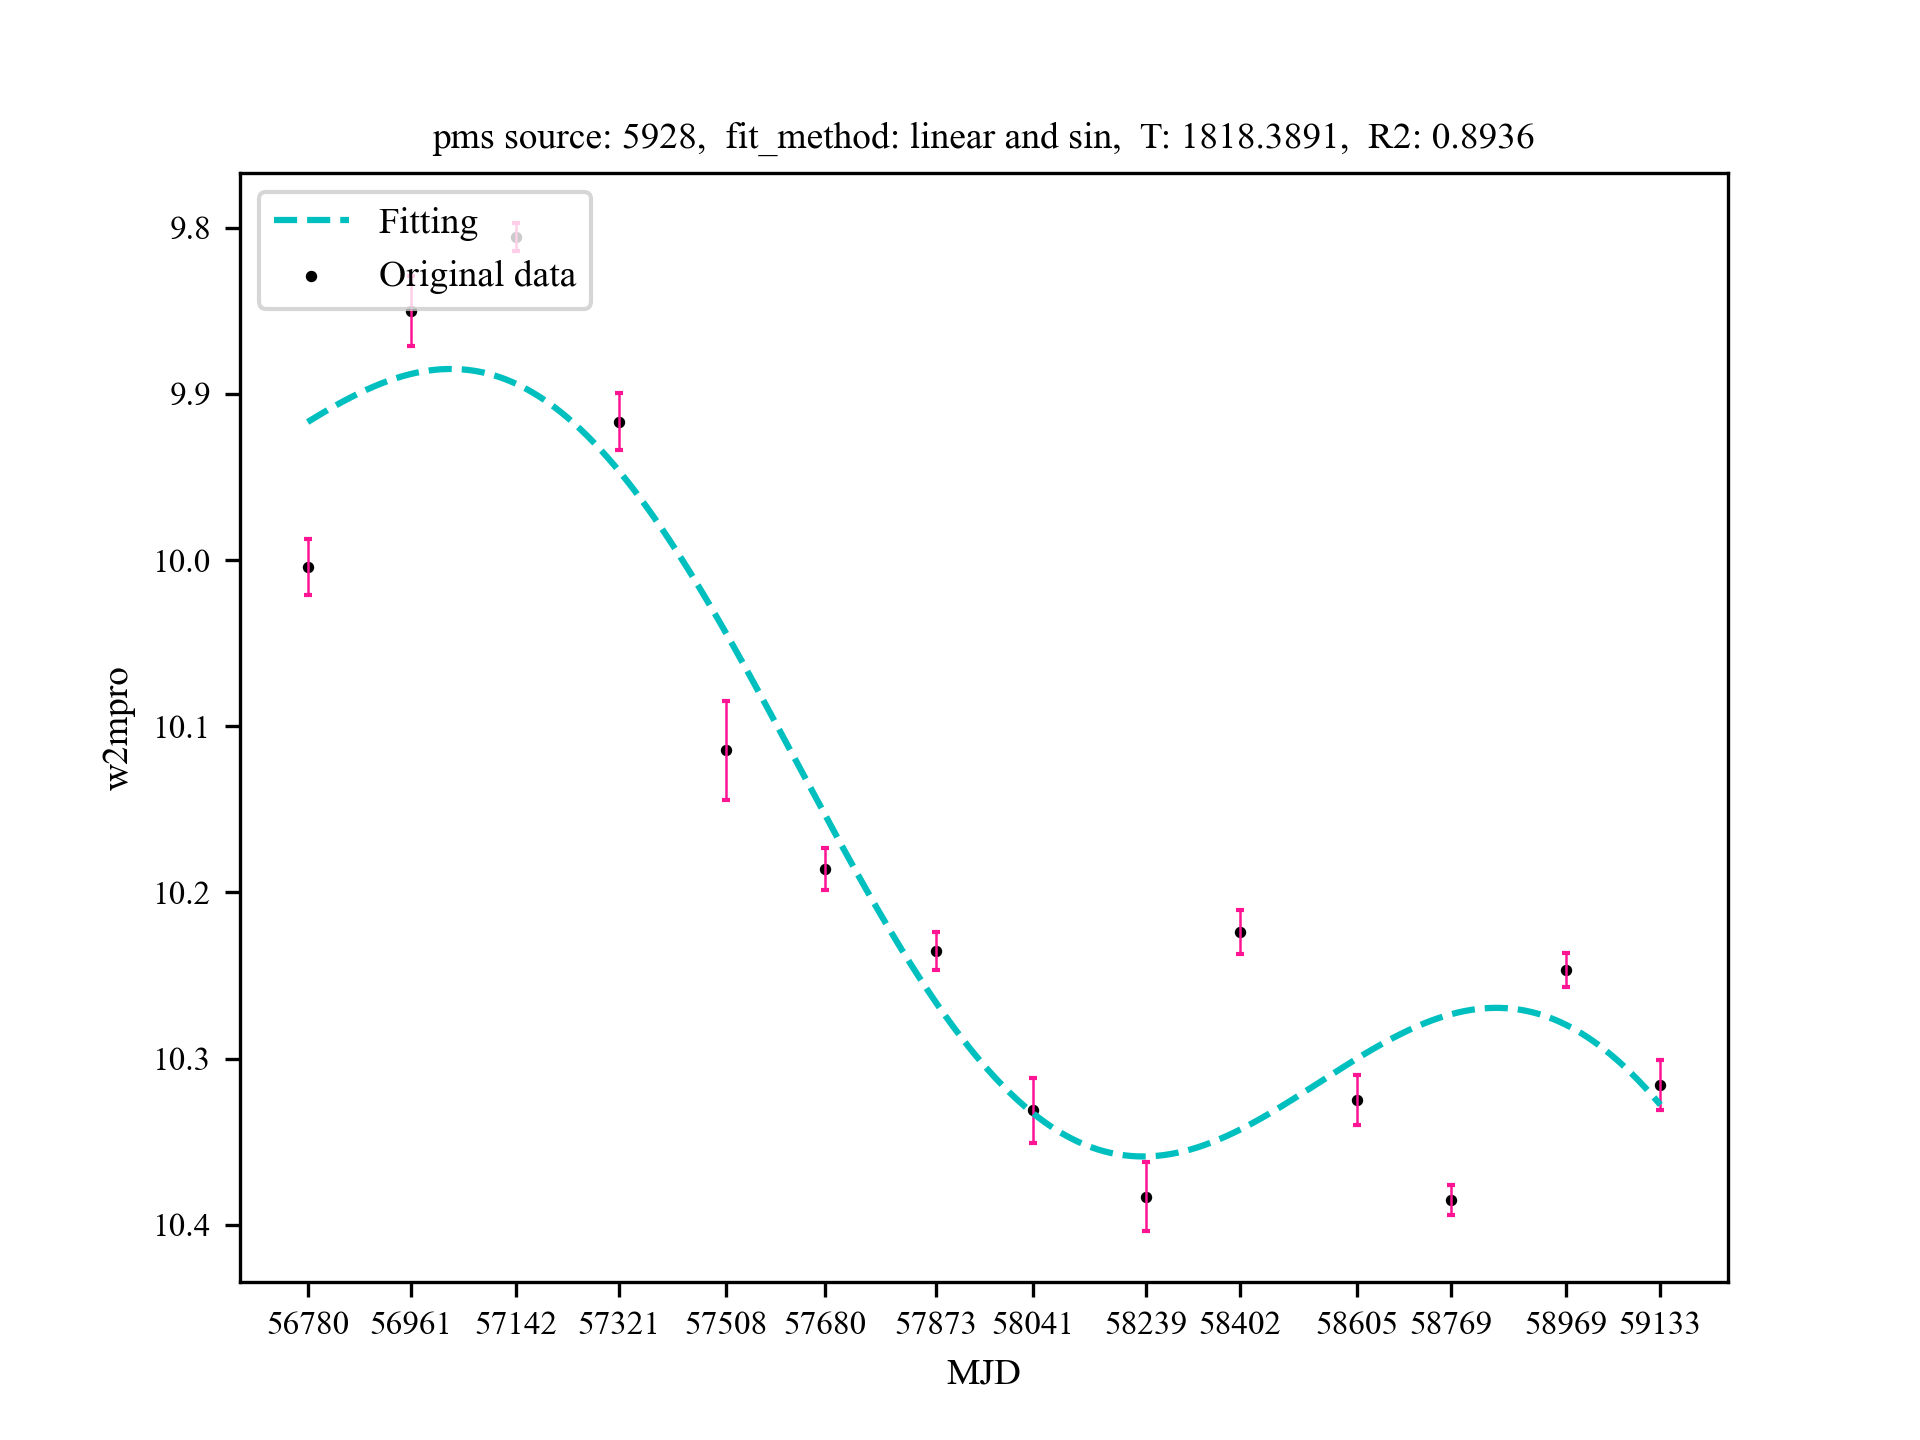 pms source: 5928,  fit_method: linear and sin,  T: 1818.3891,  R2: 0.8936
Fitting
Original data
9.8
9.9
10.0
10.1
10.2
10.3
10.4
w2mpro
56780 56961 57142 57321 57508 57680 57873 58041 58239 58402 58605 58769 58969 59133
MJD